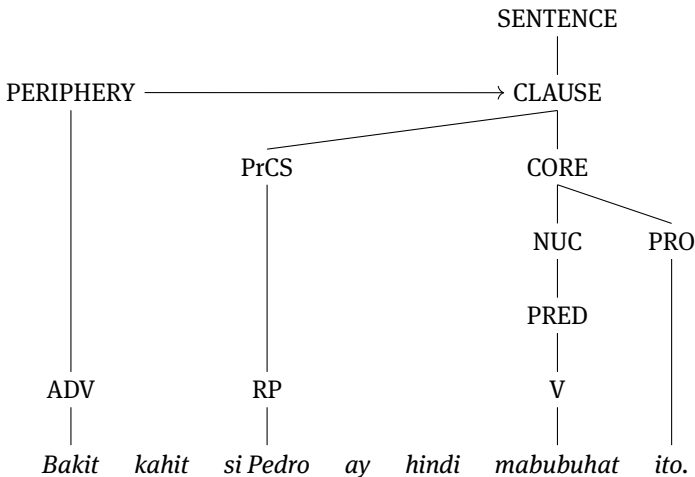 SENTENCE
PERIPHERY CLAUSE
PrCS CORE
NUC PRO
PRED
ADV RP V
Bakit kahit si Pedro ay hindi mabubuhat ito.